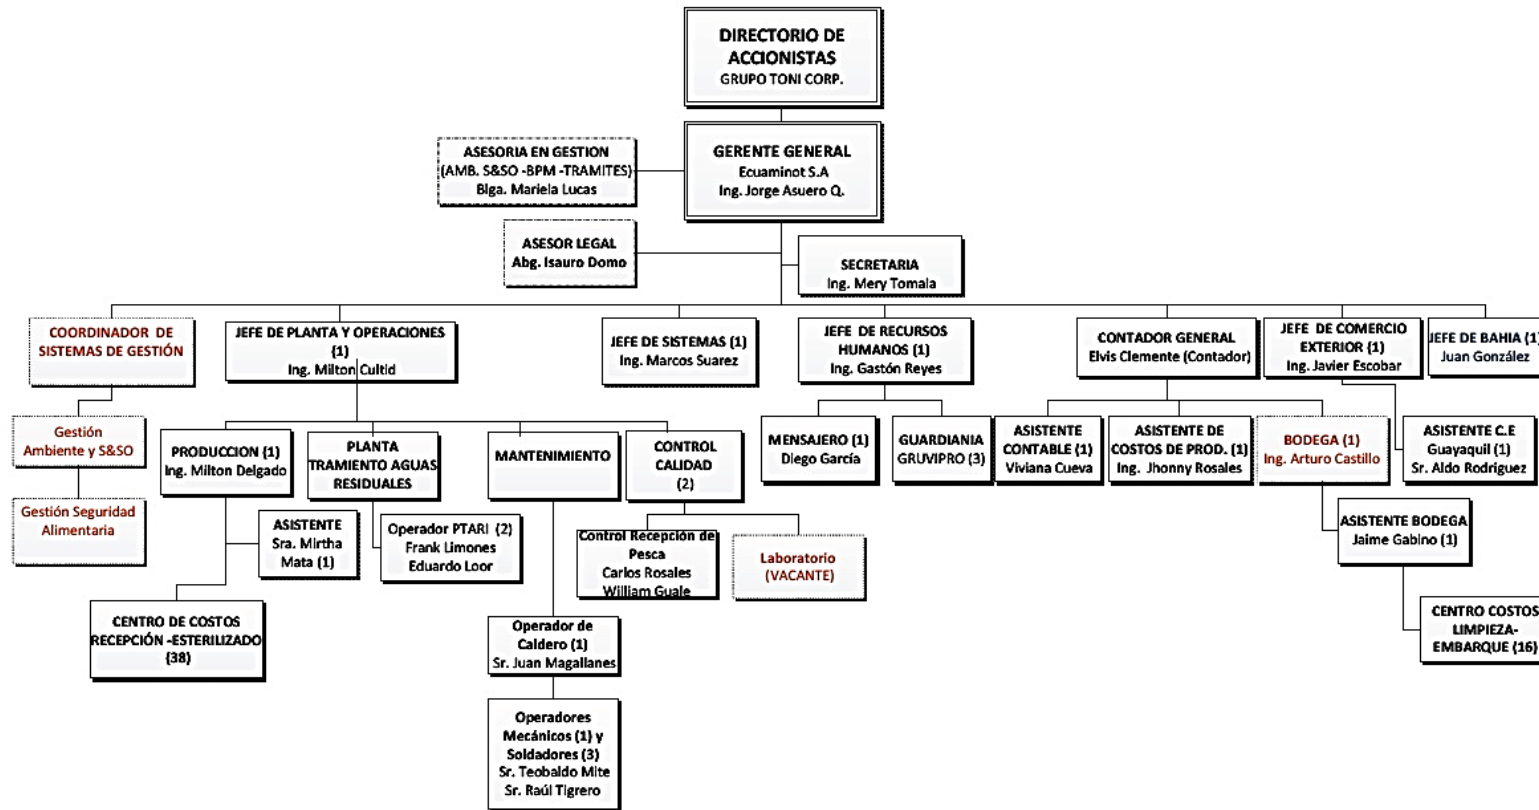 DIRECTORIO DE
ACCIONISTAS
GRUPO TONI CORP.
ASESORIA EN GESTION
(AMB. S&SO -BPM -TRAMITES)
Blga. Mariela Lucas
GERENTE GENERAL
Ecuaminot S.A
Ing. Jorge Asuero Q.
ASESOR LEGAL
Abg. Isauro Domo
SECRETARIA
Ing. Mery Tomala
COORDINADOR DE
SISTEMAS DE GESTIÓN
JEFE DE PLANTA Y OPERACIONES
(1)
Ing. Milton Cultid
JEFE DE SISTEMAS (1)
Ing. Marcos Suarez
JEFE DE RECURSOS
HUMANOS (1)
Ing. Gastón Reyes
CONTADOR GENERAL
Elvis Clemente (Contador)
JEFE DE COMERCIO
EXTERIOR (1)
Ing. Javier Escobar
JEFE DE BAHIA (1)
Juan González
Gestión
Ambiente y S&SO
PRODUCCION (1)
Ing. Milton Delgado
PLANTA
TRAMIENTO AGUAS
RESIDUALES
MANTENIMIENTO
CONTROL
CALIDAD
(2)
MENSAJERO (1)
Diego García
GUARDIANIA
GRUVIPRO (3)
ASISTENTE
CONTABLE (1)
Viviana Cueva
ASISTENTE DE
COSTOS DE PROD. (1)
Ing. Jhonny Rosales
BODEGA (1)
Ing. Arturo Castillo
ASISTENTE C.E
Guayaquil (1)
Sr. Aldo Rodriguez
Gestión Seguridad
Alimentaria
ASISTENTE
Sra. Mirtha
Mata (1)
Operador PTARI (2)
Frank Limones
Eduardo Loor
Control Recepción de
Pesca
Carlos Rosales
William Guale
Laboratorio
(VACANTE)
ASISTENTE BODEGA
Jaime Gabino (1)
CENTRO DE COSTOS
RECEPCIÓN -ESTERILIZADO
(38)
Operador de
Caldero (1)
Sr. Juan Magallanes
CENTRO COSTOS
LIMPIEZA-
EMBARQUE (16)
Operadores
Mecánicos (1) y
Soldadores (3)
Sr. Teobaldo Mite
Sr. Raúl Tigrero